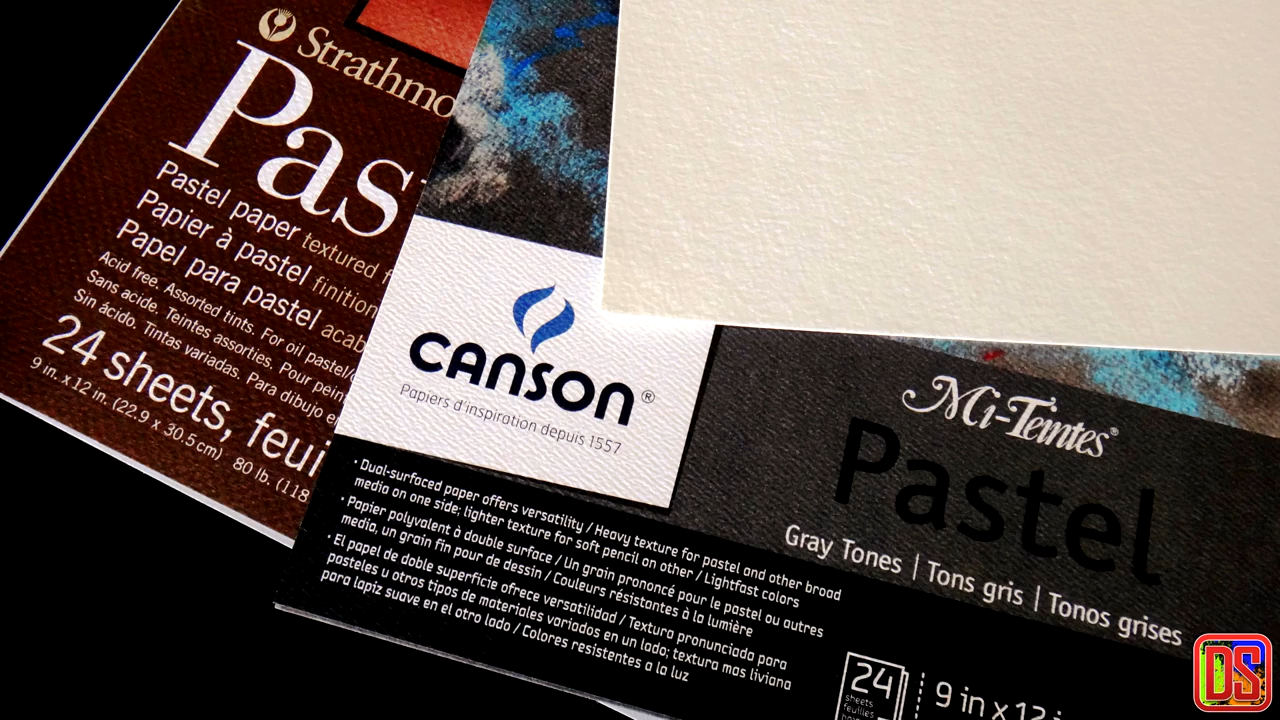 Strathmo
Pas
Pastel paper textured f
Papier à pastel finition
Papel para pastel acab
Acid free. Assorted tints. For oil pastel/c
Sans acide. Teintes assorties. Pour pein
Sin ácido. Tintas variadas. Para dibujo e
24 sheets, feui
9 in. x 12 in. (22.9 x 30.5 cm) 80 lb. (118
CANSON®
Papiers d'inspiration depuis 1557
• Dual-surfaced paper offers versatility / Heavy texture for pastel and other broad
media on one side; lighter texture for soft pencil on other / Lightfast colors
• Papier polyvalent à double surface / Un grain prononcé pour le pastel ou autres
media, un grain fin pour de dessin / Couleurs résistantes à la lumière
• El papel de doble superficie ofrece versatilidad / Textura pronunciada para
pasteles u otros tipos de materiales variados en un lado; textura mas liviana
para lapiz suave en el otro lado / Colores resistentes a la luz
Mi-Teintes®
Pastel
Gray Tones | Tons gris | Tonos grises
24
sheets
feuilles
9 in x 12 i
DS